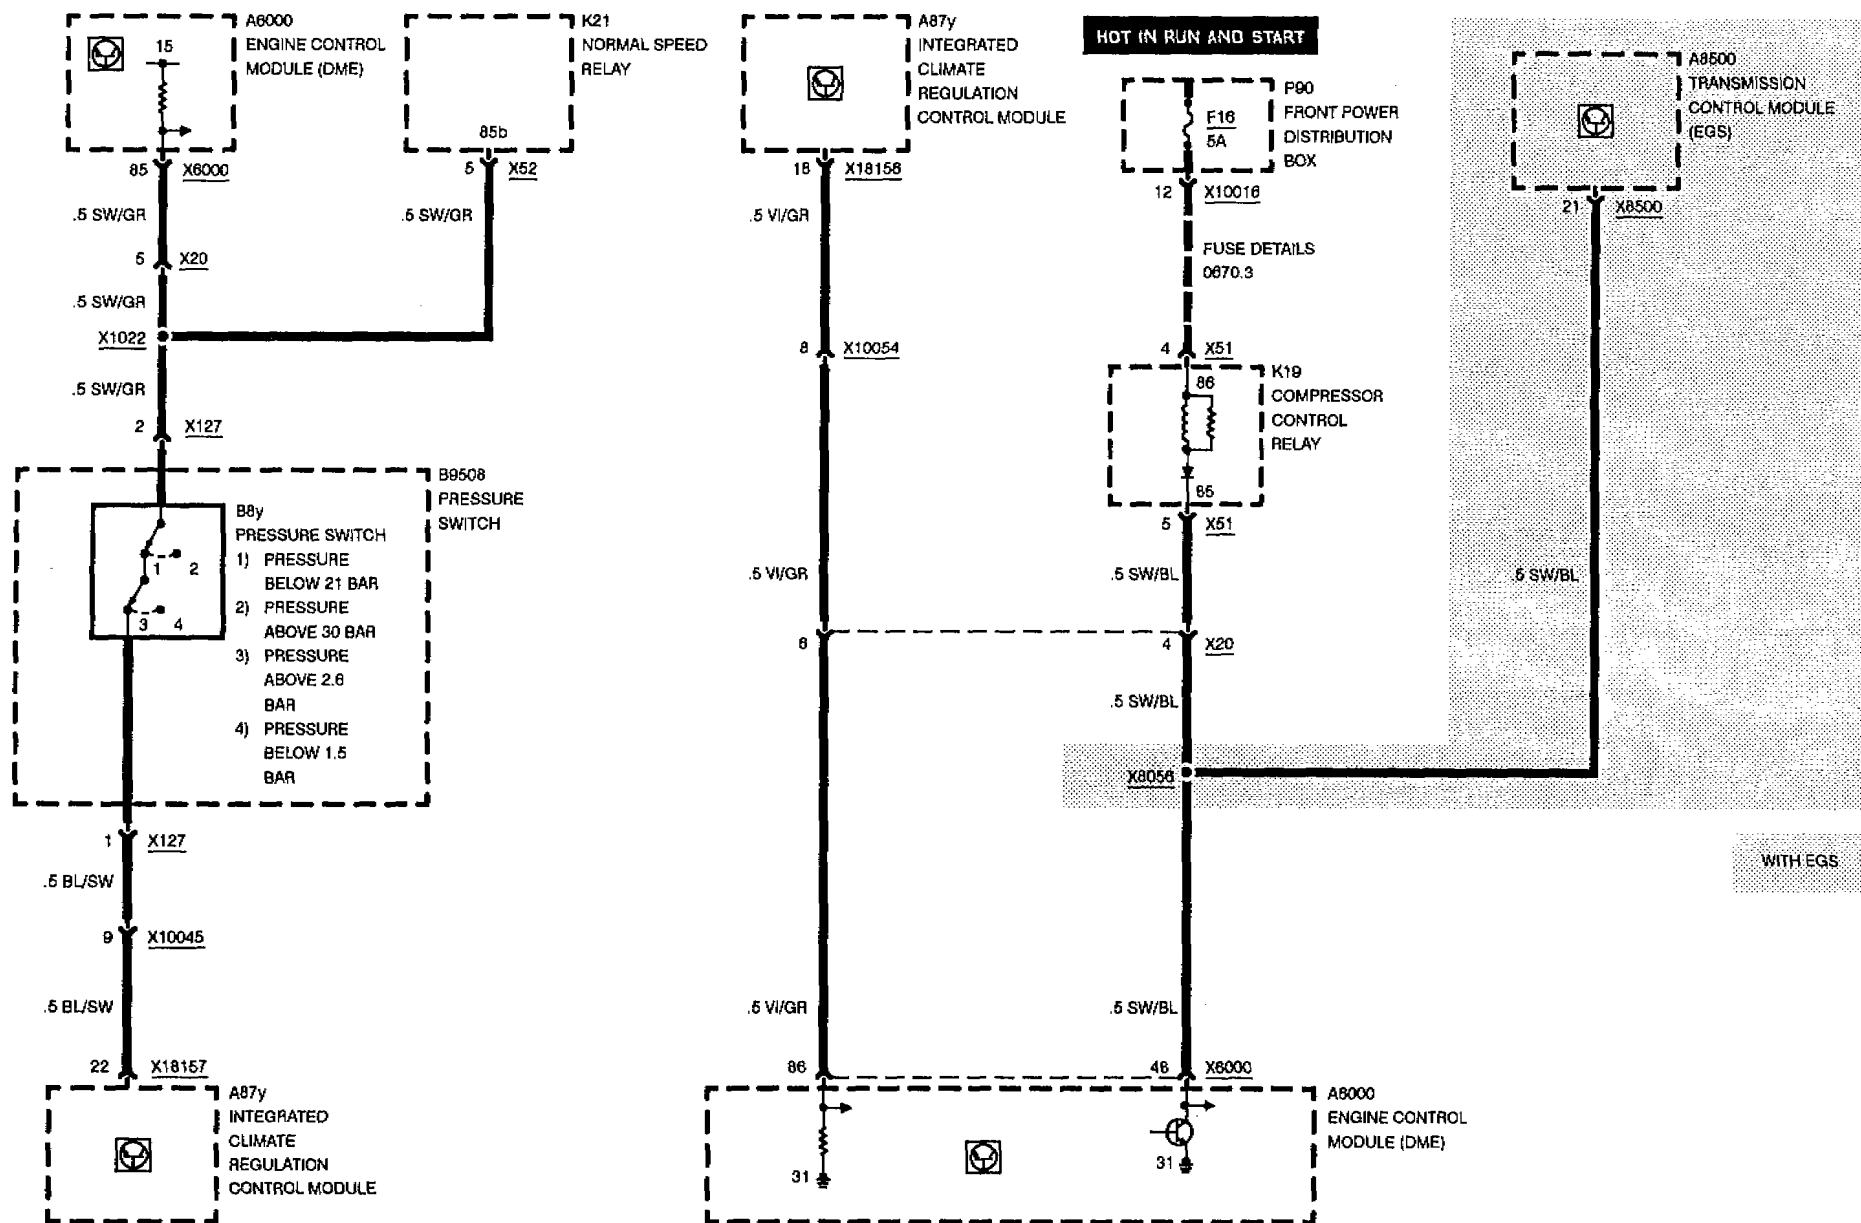 A6000
ENGINE CONTROL
MODULE (DME)
15
85 X6000
.5 SW/GR
5 X20
.5 SW/GR
X1022
.5 SW/GR
2 X127
K21
NORMAL SPEED
RELAY
85b
5 X52
.5 SW/GR
B9508
PRESSURE
SWITCH
B8y
PRESSURE SWITCH
1) PRESSURE
BELOW 21 BAR
2) PRESSURE
ABOVE 30 BAR
3) PRESSURE
ABOVE 2.6
BAR
4) PRESSURE
BELOW 1.5
BAR
1 2
3 4
1 X127
.5 BL/SW
9 X10045
.5 BL/SW
22 X18157
A87y
INTEGRATED
CLIMATE
REGULATION
CONTROL MODULE
A87y
INTEGRATED
CLIMATE
REGULATION
CONTROL MODULE
18 X18156
.5 VI/GR
8 X10054
.5 VI/GR
6
.5 VI/GR
86
31
HOT IN RUN AND START
P90
FRONT POWER
DISTRIBUTION
BOX
F16
5A
12 X10016
FUSE DETAILS
0670.3
4 X51
K19
COMPRESSOR
CONTROL
RELAY
86
85
5 X51
.5 SW/BL
4 X20
.5 SW/BL
X8056
.5 SW/BL
48 X6000
31
A6000
ENGINE CONTROL
MODULE (DME)
A8500
TRANSMISSION
CONTROL MODULE
(EGS)
21 X8500
.5 SW/BL
WITH EGS